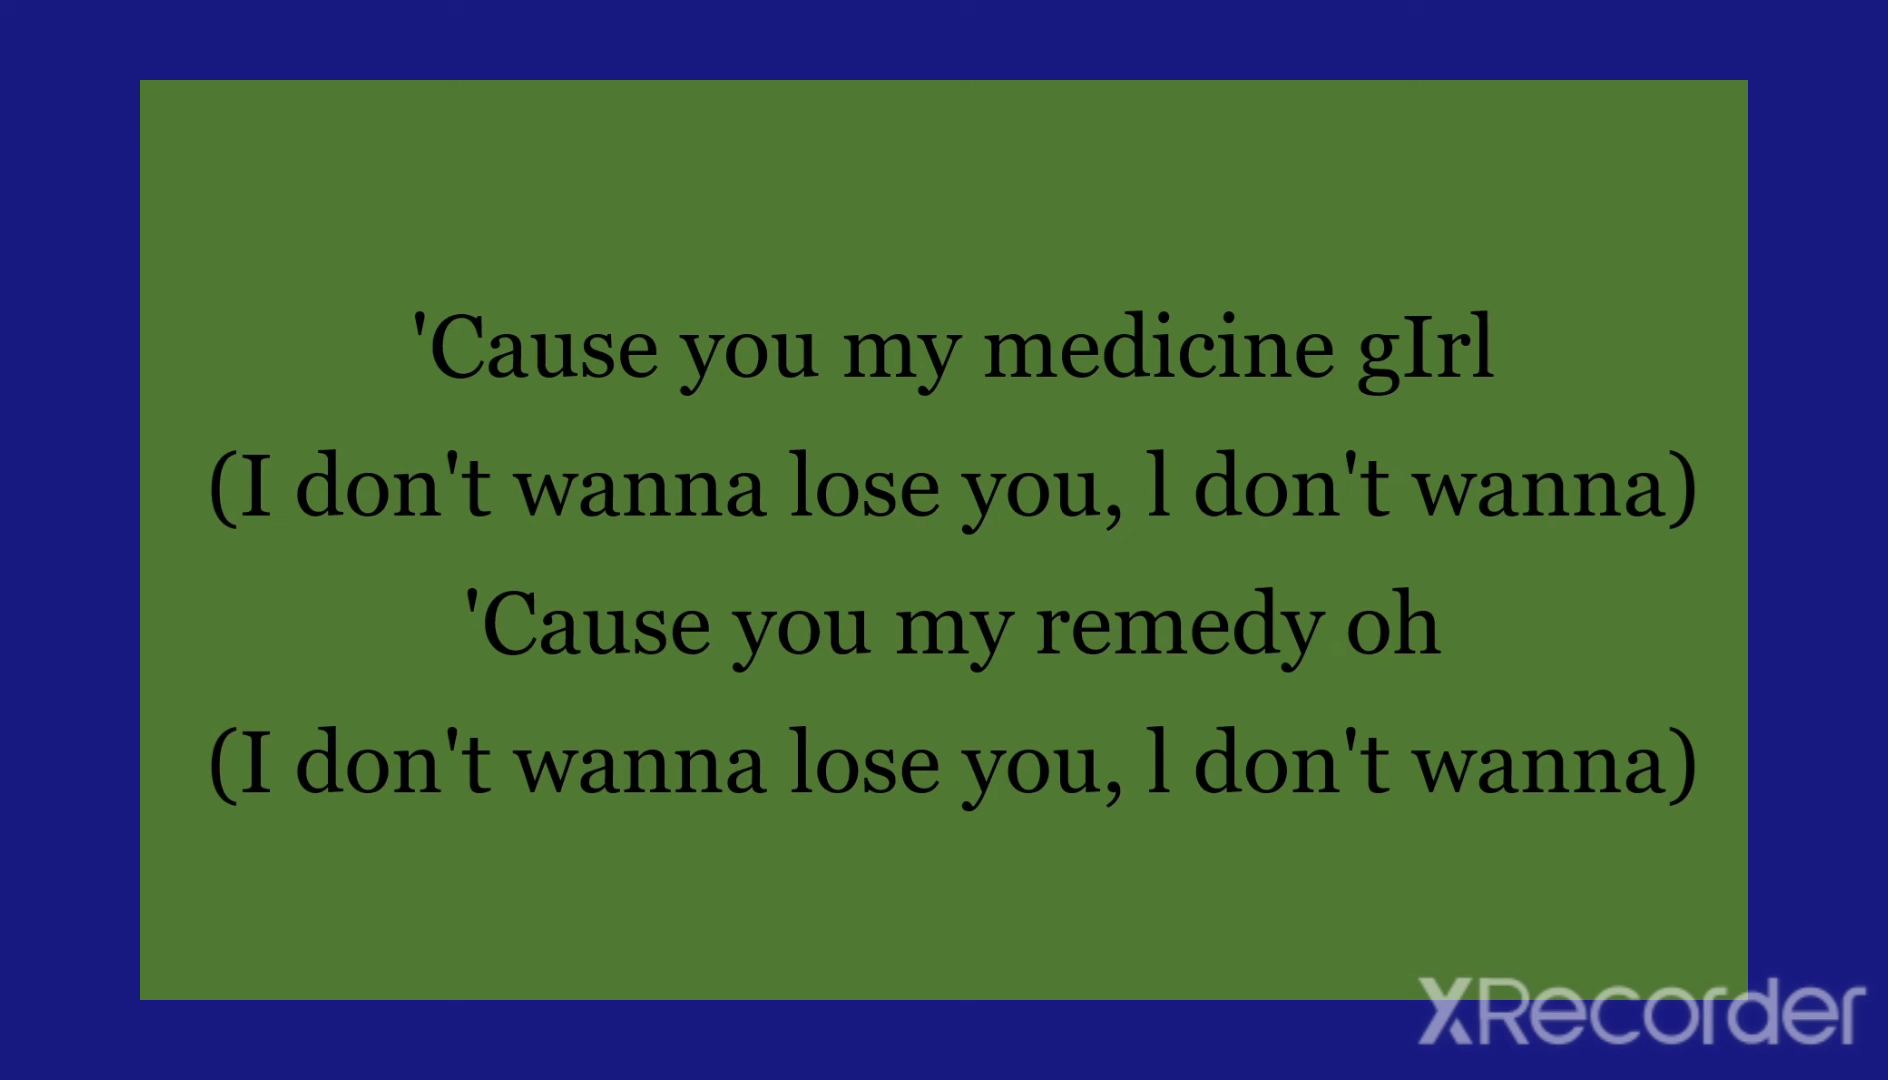 'Cause you my medicine gIrl
(I don't wanna lose you, l don't wanna)
'Cause you my remedy oh
(I don't wanna lose you, l don't wanna)
XRecorder